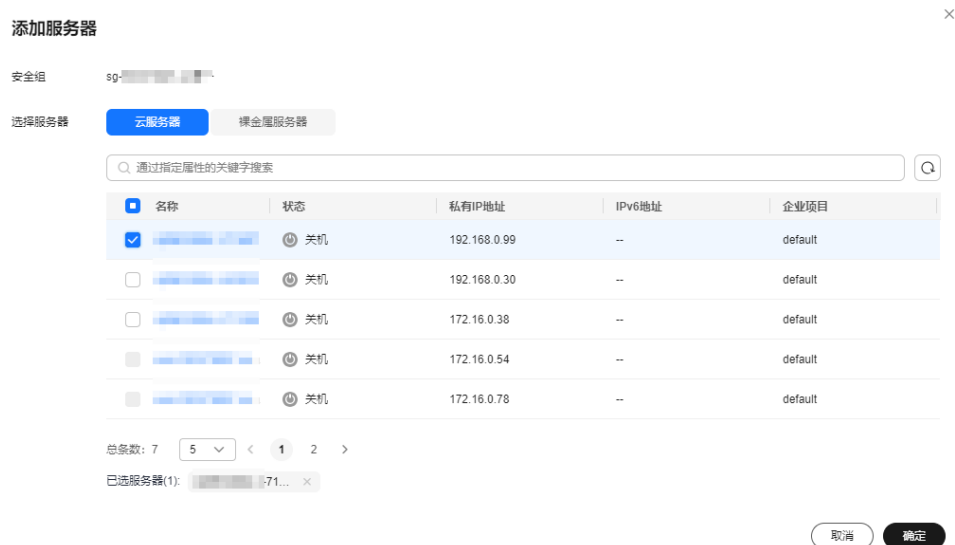 添加服务器
安全组 sg-
选择服务器 云服务器 裸金属服务器
通过指定属性的关键字搜索
名称 状态 私有IP地址 IPv6地址 企业项目
关机 192.168.0.99 -- default
关机 192.168.0.30 -- default
关机 172.16.0.38 -- default
关机 172.16.0.54 -- default
关机 172.16.0.78 -- default
总条数: 7 5 1 2
已选服务器(1): -71...
取消 确定